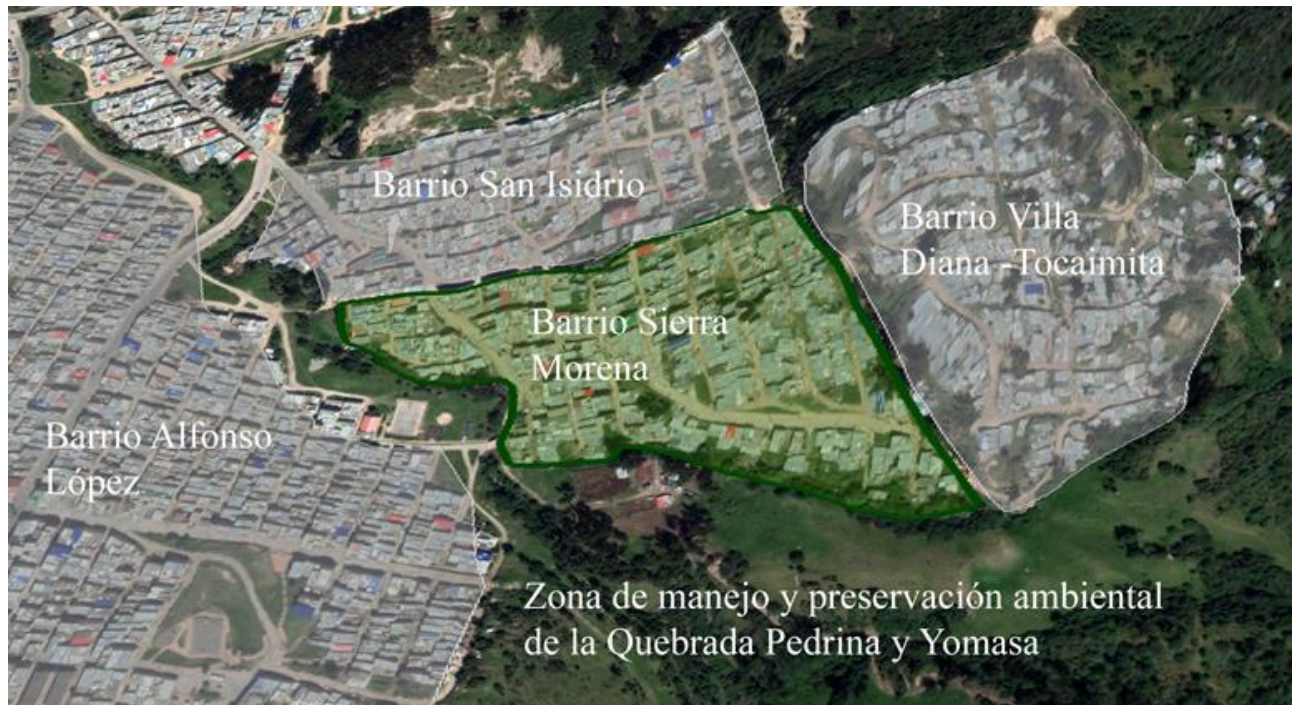 Barrio San Isidrio
Barrio Villa
Diana -Tocaimita
Barrio Sierra
Morena
Barrio Alfonso
López
Zona de manejo y preservación ambiental
de la Quebrada Pedrina y Yomasa